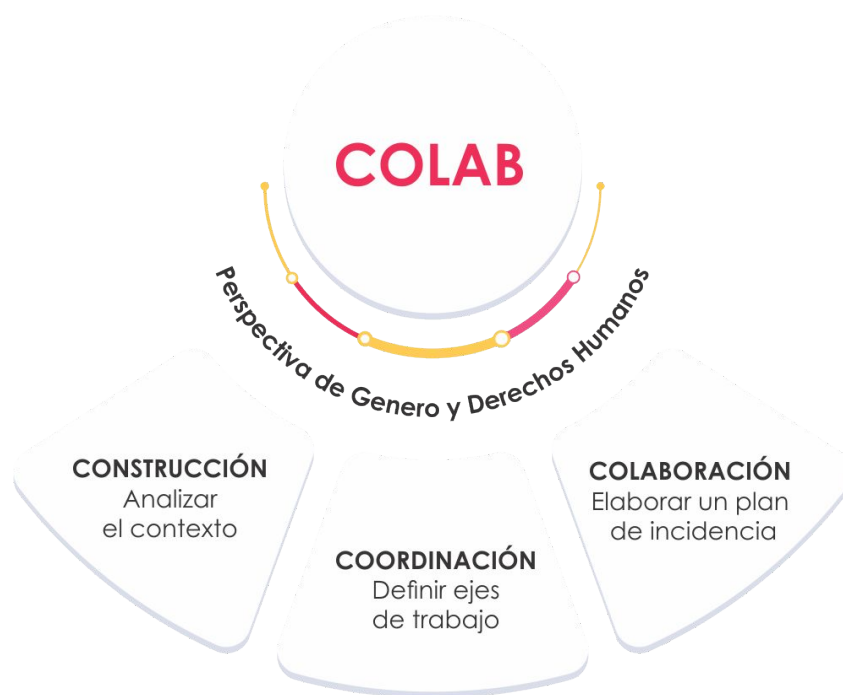 COLAB
Perspectiva de Genero y Derechos Humanos
CONSTRUCCIÓN
Analizar
el contexto
COORDINACIÓN
Definir ejes
de trabajo
COLABORACIÓN
Elaborar un plan
de incidencia